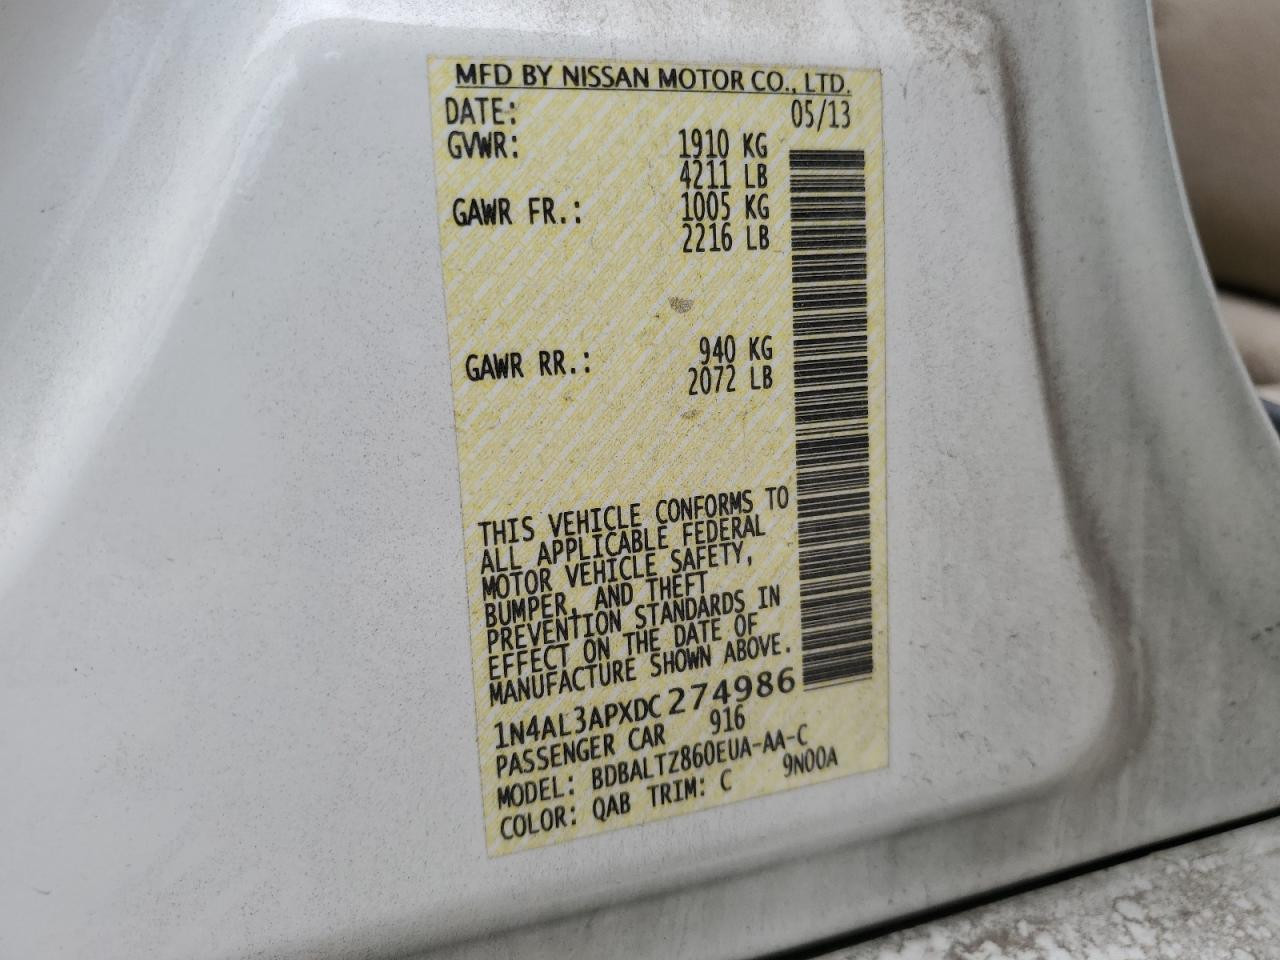 MFD BY NISSAN MOTOR CO., LTD.
DATE: 05/13
GVWR: 1910 KG
4211 LB
GAWR FR.: 1005 KG
2216 LB
GAWR RR.: 940 KG
2072 LB
THIS VEHICLE CONFORMS TO
ALL APPLICABLE FEDERAL
MOTOR VEHICLE SAFETY,
BUMPER, AND THEFT
PREVENTION STANDARDS IN
EFFECT ON THE DATE OF
MANUFACTURE SHOWN ABOVE.
1N4AL3APXDC274986
PASSENGER CAR 916
MODEL: BDBALTZ860EUA-AA-C
COLOR: QAB TRIM: C 9N00A